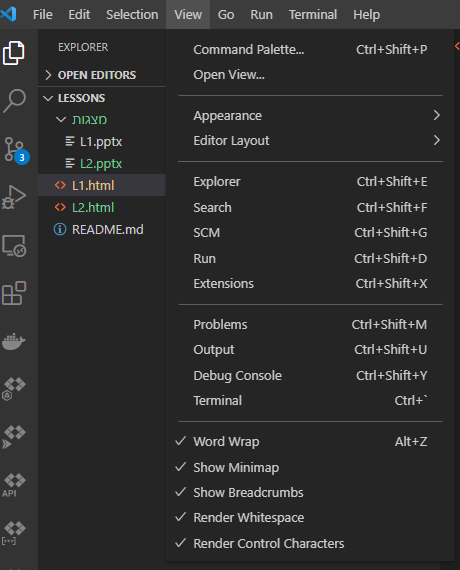 File Edit Selection View Go Run Terminal Help
EXPLORER
OPEN EDITORS
LESSONS
מצגות
L1.pptx
L2.pptx
L1.html
L2.html
README.md
3
API
Command Palette... Ctrl+Shift+P
Open View...
Appearance
Editor Layout
Explorer Ctrl+Shift+E
Search Ctrl+Shift+F
SCM Ctrl+Shift+G
Run Ctrl+Shift+D
Extensions Ctrl+Shift+X
Problems Ctrl+Shift+M
Output Ctrl+Shift+U
Debug Console Ctrl+Shift+Y
Terminal Ctrl+`
Word Wrap Alt+Z
Show Minimap
Show Breadcrumbs
Render Whitespace
Render Control Characters